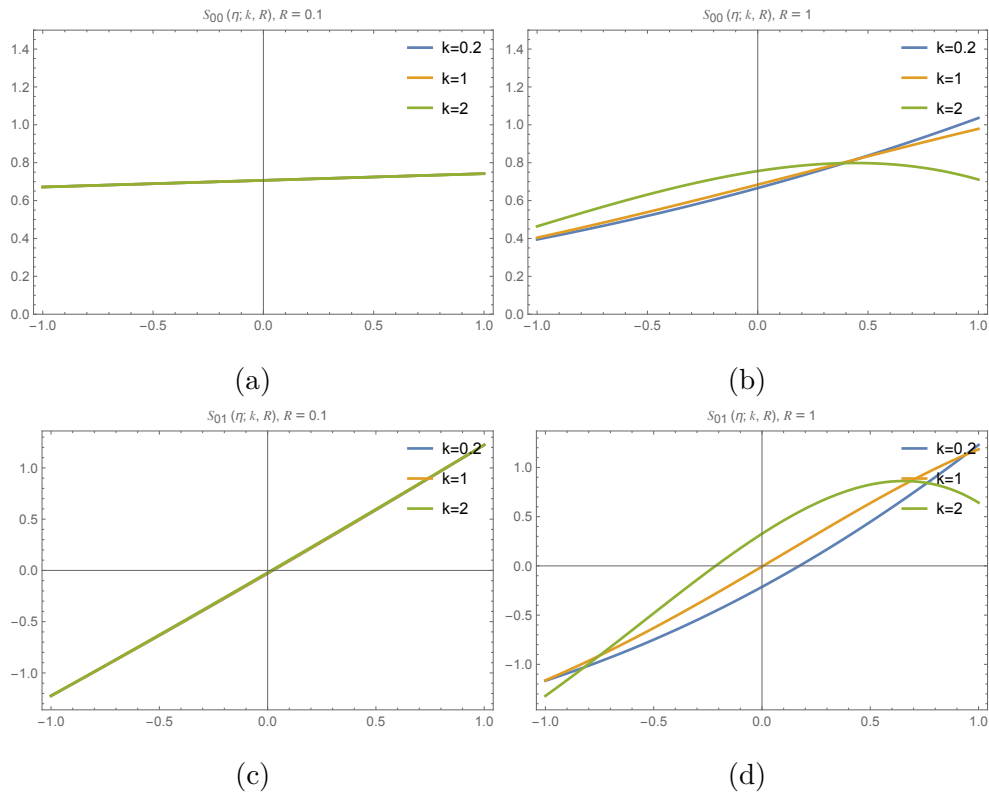 S00 (η; k, R), R = 0.1
1.4
1.2
1.0
0.8
0.6
0.4
0.2
0.0
-1.0 -0.5 0.0 0.5 1.0
k=0.2
k=1
k=2
(a)
S00 (η; k, R), R = 1
1.4
1.2
1.0
0.8
0.6
0.4
0.2
0.0
-1.0 -0.5 0.0 0.5 1.0
k=0.2
k=1
k=2
(b)
S01 (η; k, R), R = 0.1
1.0
0.5
0.0
-0.5
-1.0
-1.0 -0.5 0.0 0.5 1.0
k=0.2
k=1
k=2
(c)
S01 (η; k, R), R = 1
1.0
0.5
0.0
-0.5
-1.0
-1.0 -0.5 0.0 0.5 1.0
k=0.2
k=1
k=2
(d)